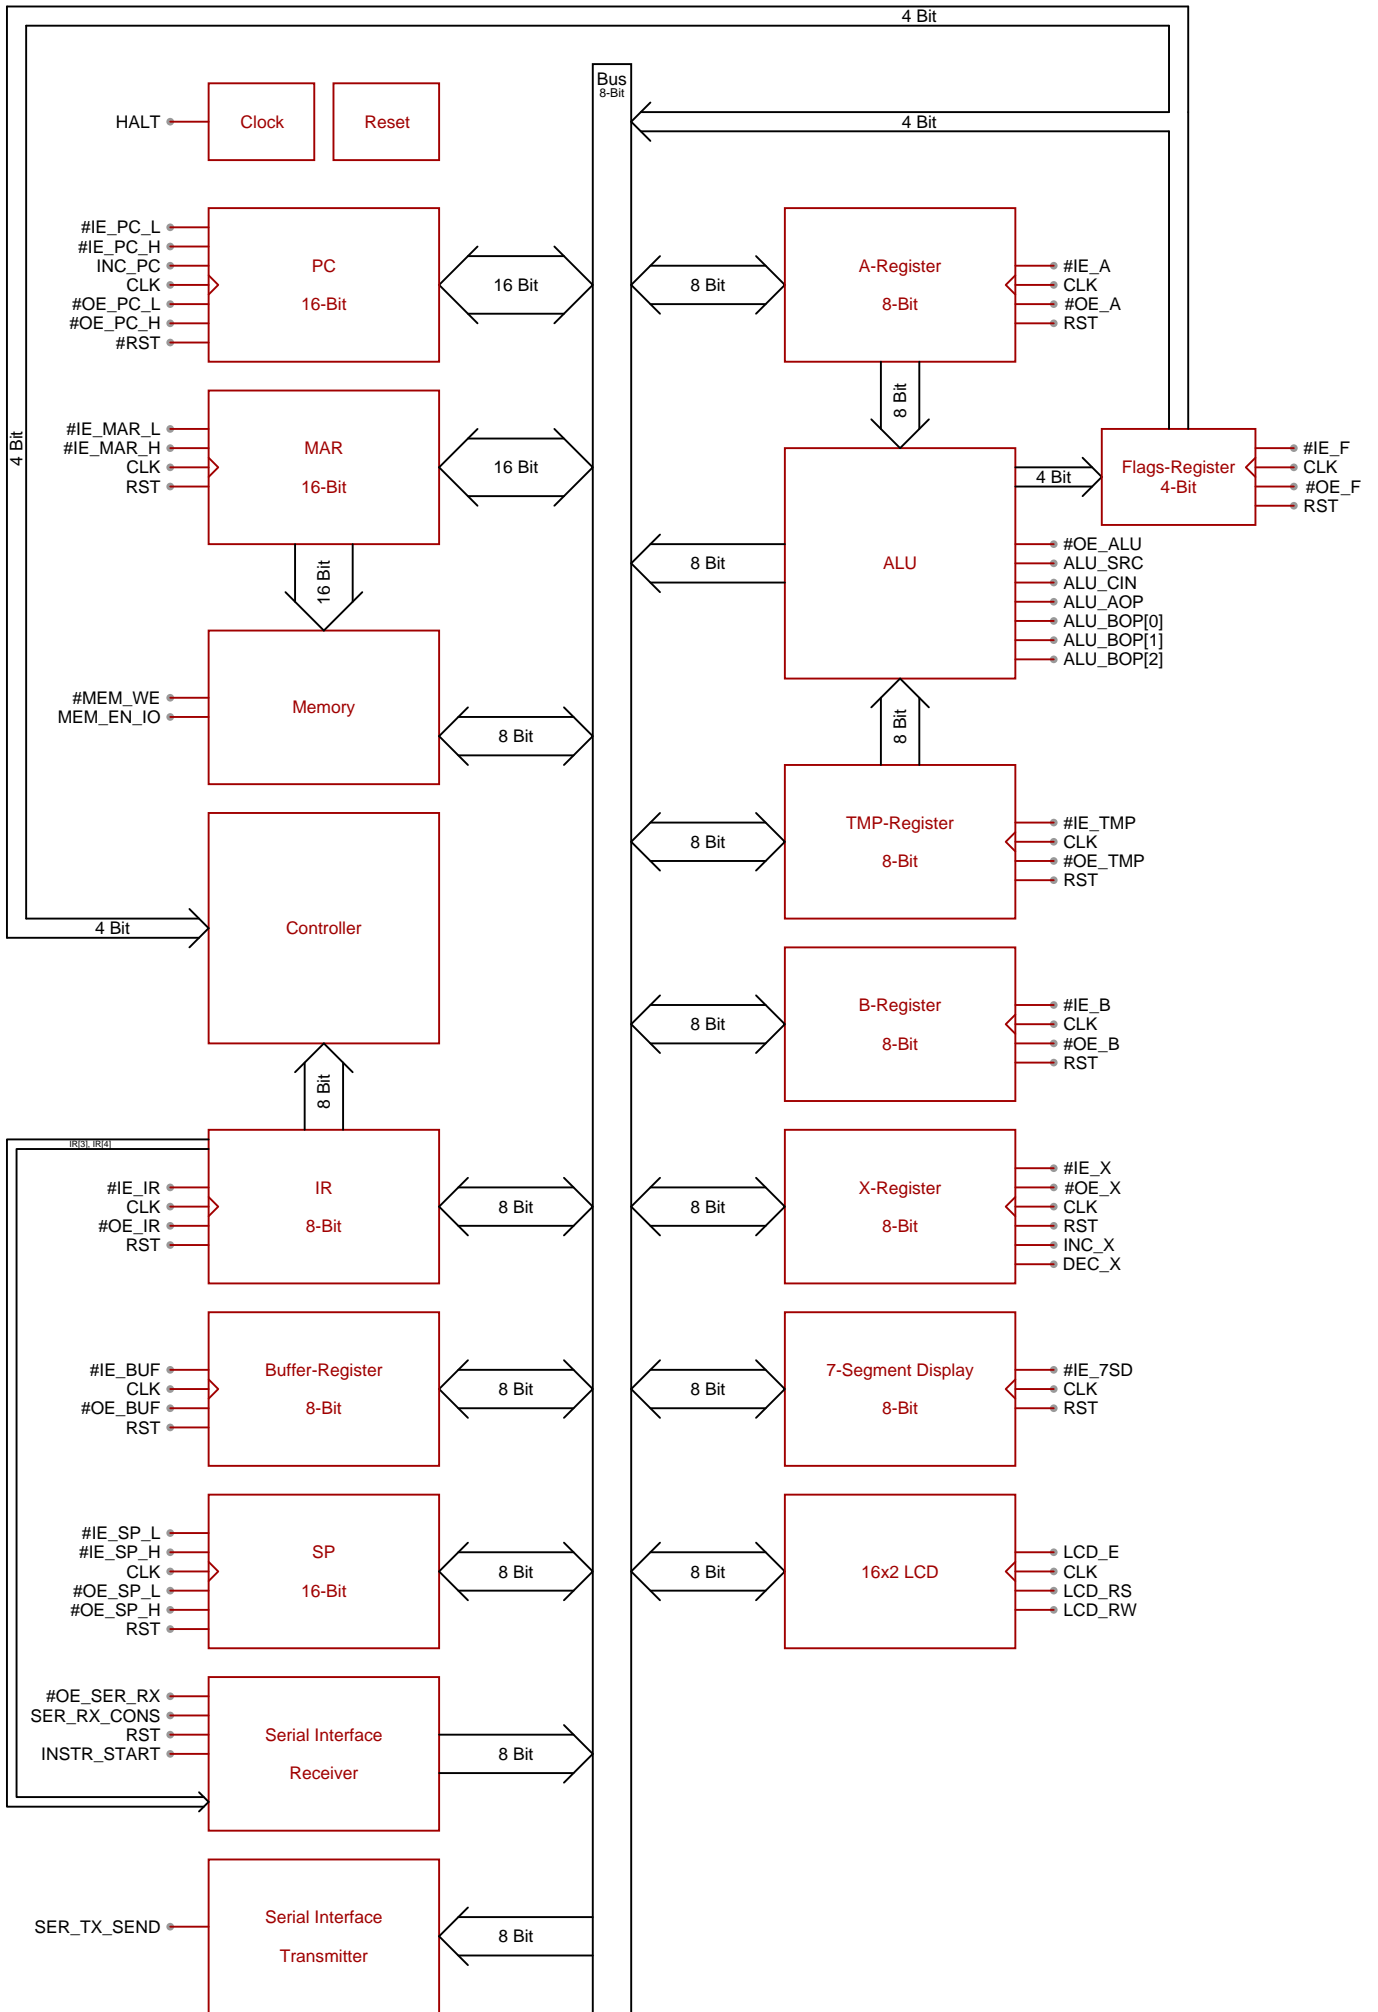 4 Bit
Bus
8-Bit
HALT
Clock
Reset
4 Bit
#IE_PC_L
#IE_PC_H
INC_PC
CLK
#OE_PC_L
#OE_PC_H
#RST
PC
16-Bit
16 Bit
8 Bit
A-Register
8-Bit
#IE_A
CLK
#OE_A
RST
8 Bit
4 Bit
#IE_MAR_L
#IE_MAR_H
CLK
RST
MAR
16-Bit
16 Bit
16 Bit
4 Bit
Flags-Register
4-Bit
#IE_F
CLK
#OE_F
RST
8 Bit
ALU
#OE_ALU
ALU_SRC
ALU_CIN
ALU_AOP
ALU_BOP[0]
ALU_BOP[1]
ALU_BOP[2]
#MEM_WE
MEM_EN_IO
Memory
8 Bit
8 Bit
8 Bit
TMP-Register
8-Bit
#IE_TMP
CLK
#OE_TMP
RST
4 Bit
Controller
8 Bit
8 Bit
B-Register
8-Bit
#IE_B
CLK
#OE_B
RST
IR[3], IR[4]
#IE_IR
CLK
#OE_IR
RST
IR
8-Bit
8 Bit
8 Bit
X-Register
8-Bit
#IE_X
#OE_X
CLK
RST
INC_X
DEC_X
#IE_BUF
CLK
#OE_BUF
RST
Buffer-Register
8-Bit
8 Bit
8 Bit
7-Segment Display
8-Bit
#IE_7SD
CLK
RST
#IE_SP_L
#IE_SP_H
CLK
#OE_SP_L
#OE_SP_H
RST
SP
16-Bit
8 Bit
8 Bit
16x2 LCD
LCD_E
CLK
LCD_RS
LCD_RW
#OE_SER_RX
SER_RX_CONS
RST
INSTR_START
Serial Interface
Receiver
8 Bit
SER_TX_SEND
Serial Interface
Transmitter
8 Bit